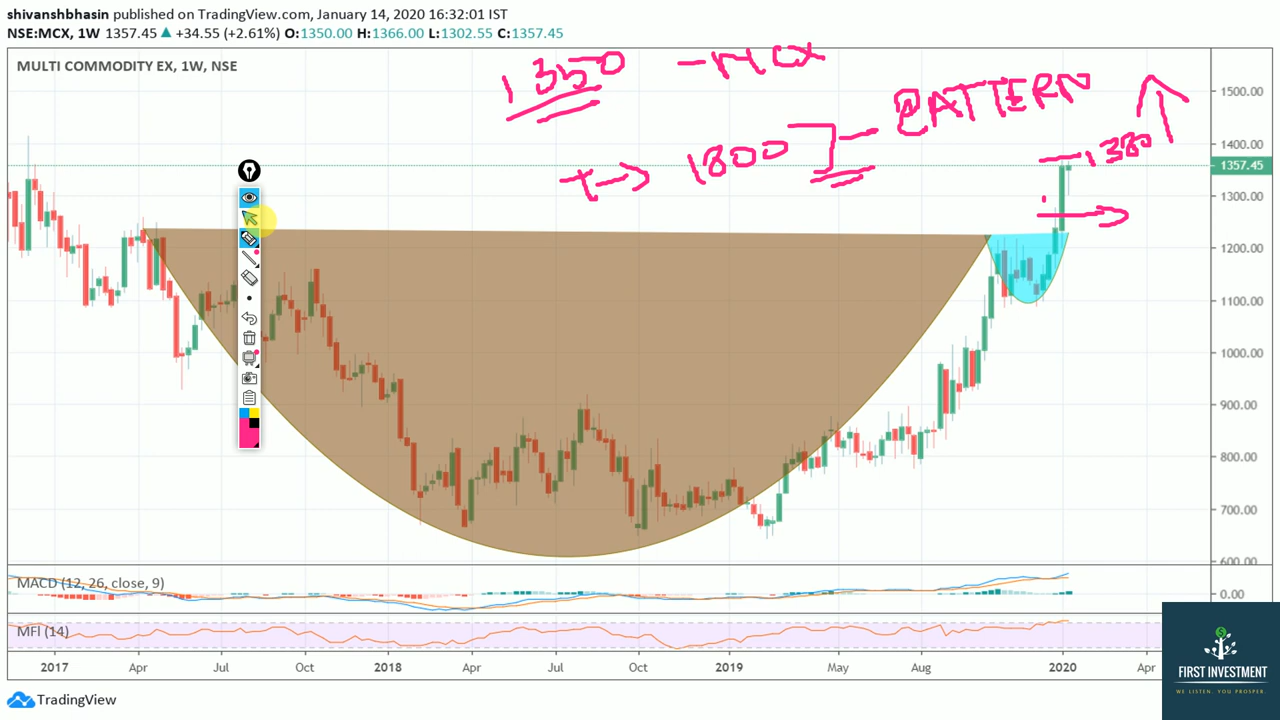 shivanshbhasin published on TradingView.com, January 14, 2020 16:32:01 IST
NSE:MCX, 1W 1357.45 ▲ +34.55 (+2.61%) O:1350.00 H:1366.00 L:1302.55 C:1357.45
MULTI COMMODITY EX, 1W, NSE
1350 - MCX
PATTERN
T → 1800
1380
1500.00
1400.00
1357.45
1300.00
1200.00
1100.00
1000.00
900.00
800.00
700.00
600.00
MACD (12, 26, close, 9)
0.00
MFI (14)
2017 Apr Jul Oct 2018 Apr Jul Oct 2019 May Aug 2020 Apr
TradingView
FIRST INVESTMENT
WE LISTEN. YOU PROSPER.